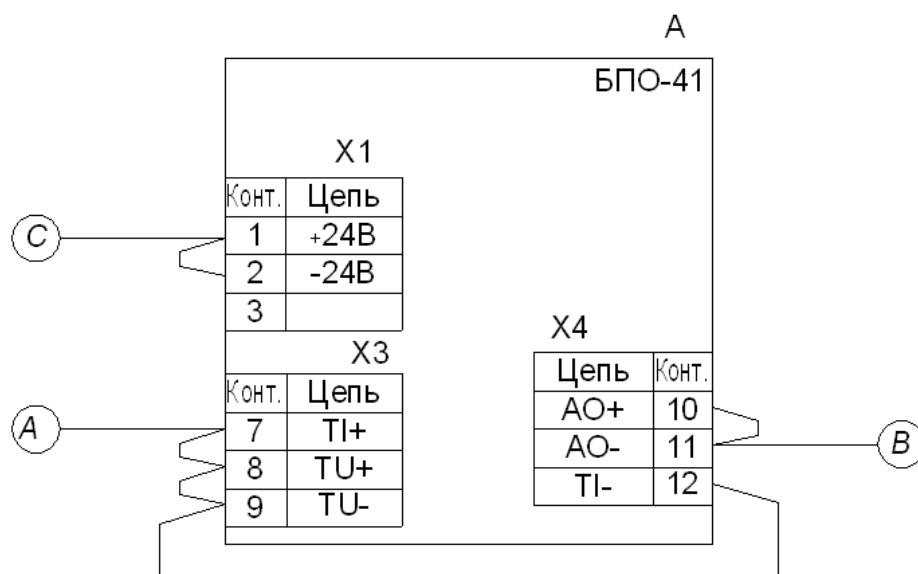 A
БПО-41
X1
Конт. Цепь
C
1 +24В
2 -24В
3
X3
Конт. Цепь
A
7 TI+
8 TU+
9 TU-
X4
Цепь Конт.
AO+ 10
AO- 11
B
TI- 12